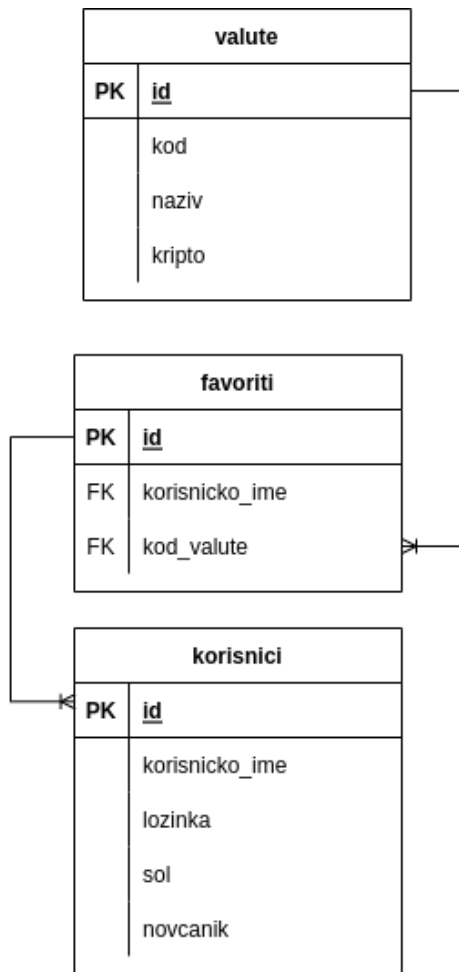 valute
PK id
kod
naziv
kripto
favoriti
PK id
FK korisnicko_ime
FK kod_valute
korisnici
PK id
korisnicko_ime
lozinka
sol
novcanik